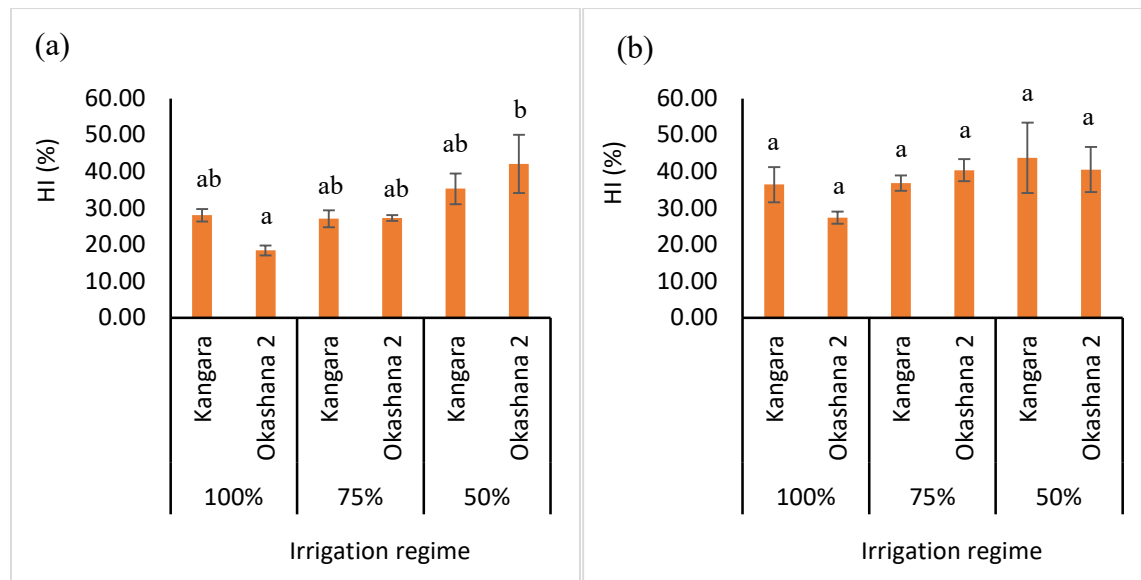 (a)
HI (%)
60.00
50.00
40.00
30.00
20.00
10.00
0.00
ab
a
ab
ab
ab
b
Kangara
Okashana 2
Kangara
Okashana 2
Kangara
Okashana 2
100%
75%
50%
Irrigation regime
(b)
HI (%)
60.00
50.00
40.00
30.00
20.00
10.00
0.00
a
a
a
a
a
a
Kangara
Okashana 2
Kangara
Okashana 2
Kangara
Okashana 2
100%
75%
50%
Irrigation regime